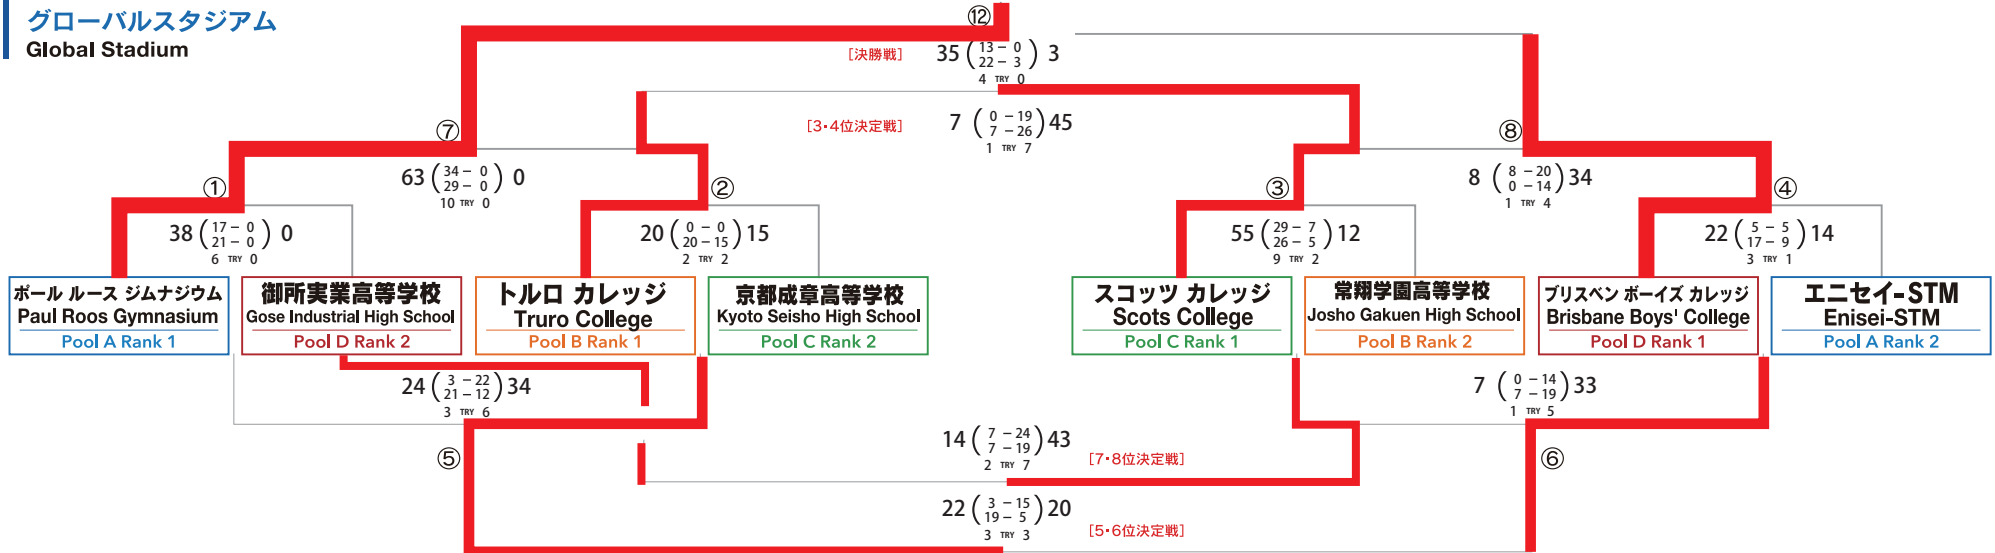 グローバルスタジアム
Global Stadium
⑫
[決勝戦]
35 ( 13 – 0 ) 3
22 – 3
4 TRY 0
[3・4位決定戦]
7 ( 0 – 19 ) 45
7 – 26
1 TRY 7
⑦
63 ( 34 – 0 ) 0
29 – 0
10 TRY 0
⑧
8 ( 8 – 20 ) 34
0 – 14
1 TRY 4
①
38 ( 17 – 0 ) 0
21 – 0
6 TRY 0
②
20 ( 0 – 0 ) 15
20 – 15
2 TRY 2
③
55 ( 29 – 7 ) 12
26 – 5
9 TRY 2
④
22 ( 5 – 5 ) 14
17 – 9
3 TRY 1
ポール ルース ジムナジウム
Paul Roos Gymnasium
Pool A Rank 1
御所実業高等学校
Gose Industrial High School
Pool D Rank 2
トルロ カレッジ
Truro College
Pool B Rank 1
京都成章高等学校
Kyoto Seisho High School
Pool C Rank 2
スコッツ カレッジ
Scots College
Pool C Rank 1
常翔学園高等学校
Josho Gakuen High School
Pool B Rank 2
ブリスベン ボーイズ カレッジ
Brisbane Boys' College
Pool D Rank 1
エニセイ-STM
Enisei-STM
Pool A Rank 2
24 ( 3 – 22 ) 34
21 – 12
3 TRY 6
7 ( 0 – 14 ) 33
7 – 19
1 TRY 5
⑤
14 ( 7 – 24 ) 43
7 – 19
2 TRY 7
[7・8位決定戦]
⑥
22 ( 3 – 15 ) 20
19 – 5
3 TRY 3
[5・6位決定戦]